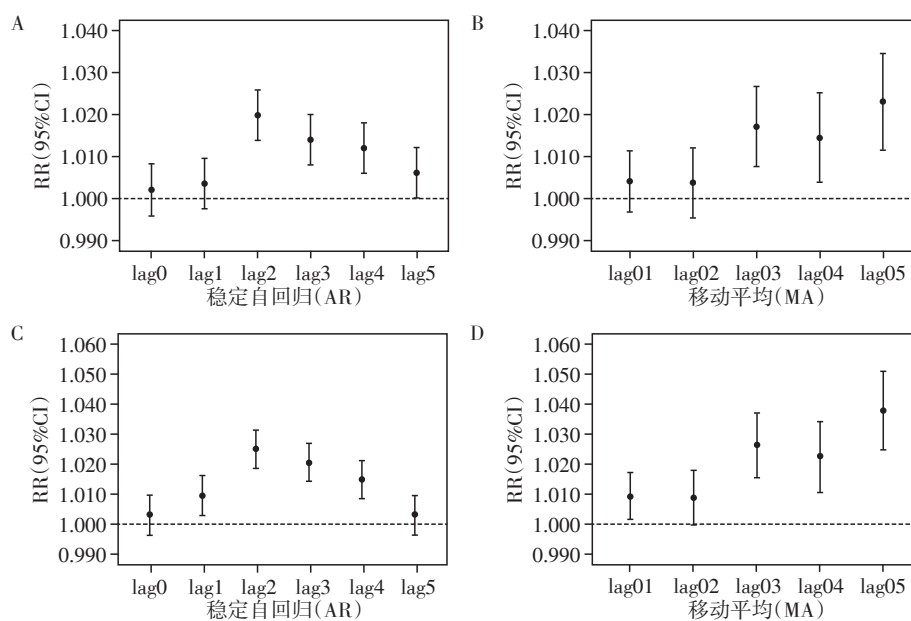 A
RR(95%CI)
1.040
1.030
1.020
1.010
1.000
0.990
lag0 lag1 lag2 lag3 lag4 lag5
稳定自回归(AR)
B
RR(95%CI)
1.040
1.030
1.020
1.010
1.000
0.990
lag01 lag02 lag03 lag04 lag05
移动平均(MA)
C
RR(95%CI)
1.060
1.050
1.040
1.030
1.020
1.010
1.000
0.990
lag0 lag1 lag2 lag3 lag4 lag5
稳定自回归(AR)
D
RR(95%CI)
1.060
1.050
1.040
1.030
1.020
1.010
1.000
0.990
lag01 lag02 lag03 lag04 lag05
移动平均(MA)